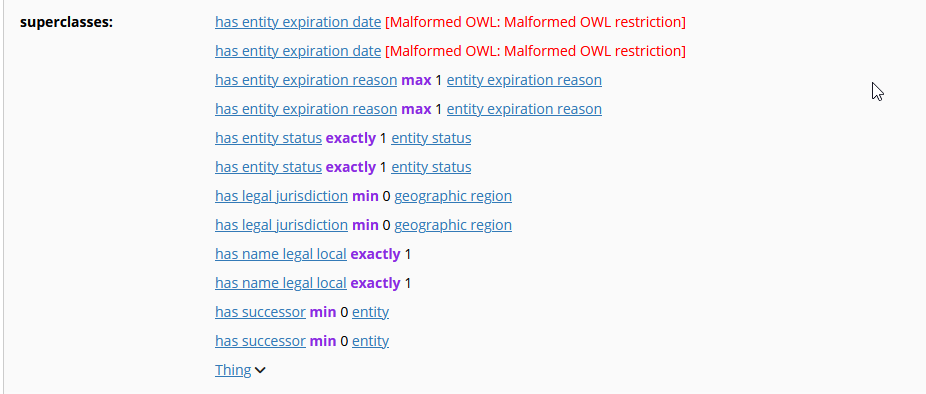 superclasses: has entity expiration date [Malformed OWL: Malformed OWL restriction]
has entity expiration date [Malformed OWL: Malformed OWL restriction]
has entity expiration reason max 1 entity expiration reason
has entity expiration reason max 1 entity expiration reason
has entity status exactly 1 entity status
has entity status exactly 1 entity status
has legal jurisdiction min 0 geographic region
has legal jurisdiction min 0 geographic region
has name legal local exactly 1
has name legal local exactly 1
has successor min 0 entity
has successor min 0 entity
Thing